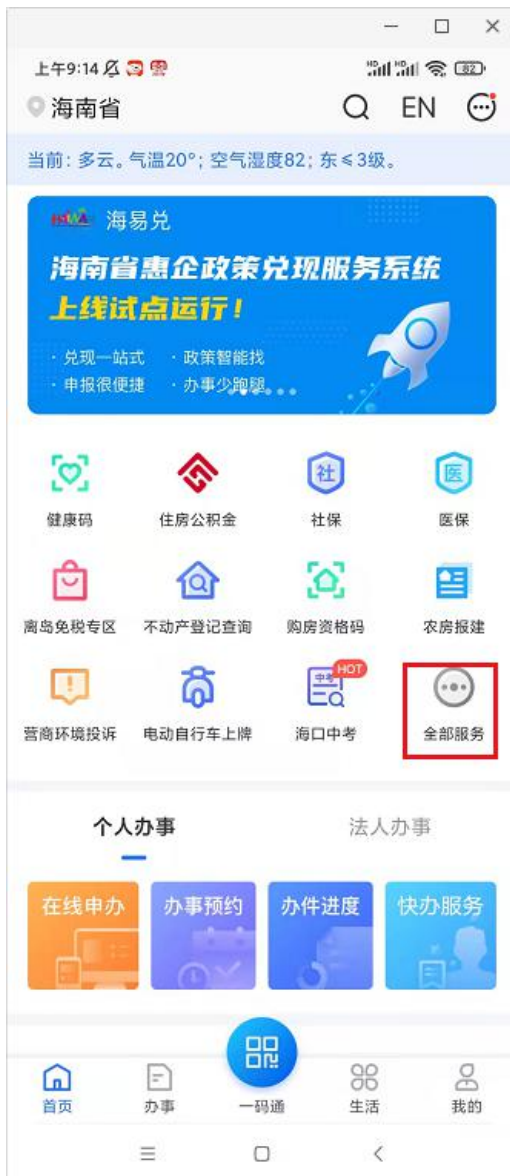 上午9:14
HD HD 82
海南省 EN
当前：多云。气温20°；空气湿度82；东≤3级。
海易兑
海南省惠企政策兑现服务系统
上线试点运行！
· 兑现一站式 · 政策智能找
· 申报很便捷 · 办事少跑腿
健康码 住房公积金 社保 医保
社 医
离岛免税专区 不动产登记查询 购房资格码 农房报建
中考 HOT
营商环境投诉 电动自行车上牌 海口中考 全部服务
个人办事 法人办事
在线申办 办事预约 办件进度 快办服务
首页 办事 一码通 生活 我的